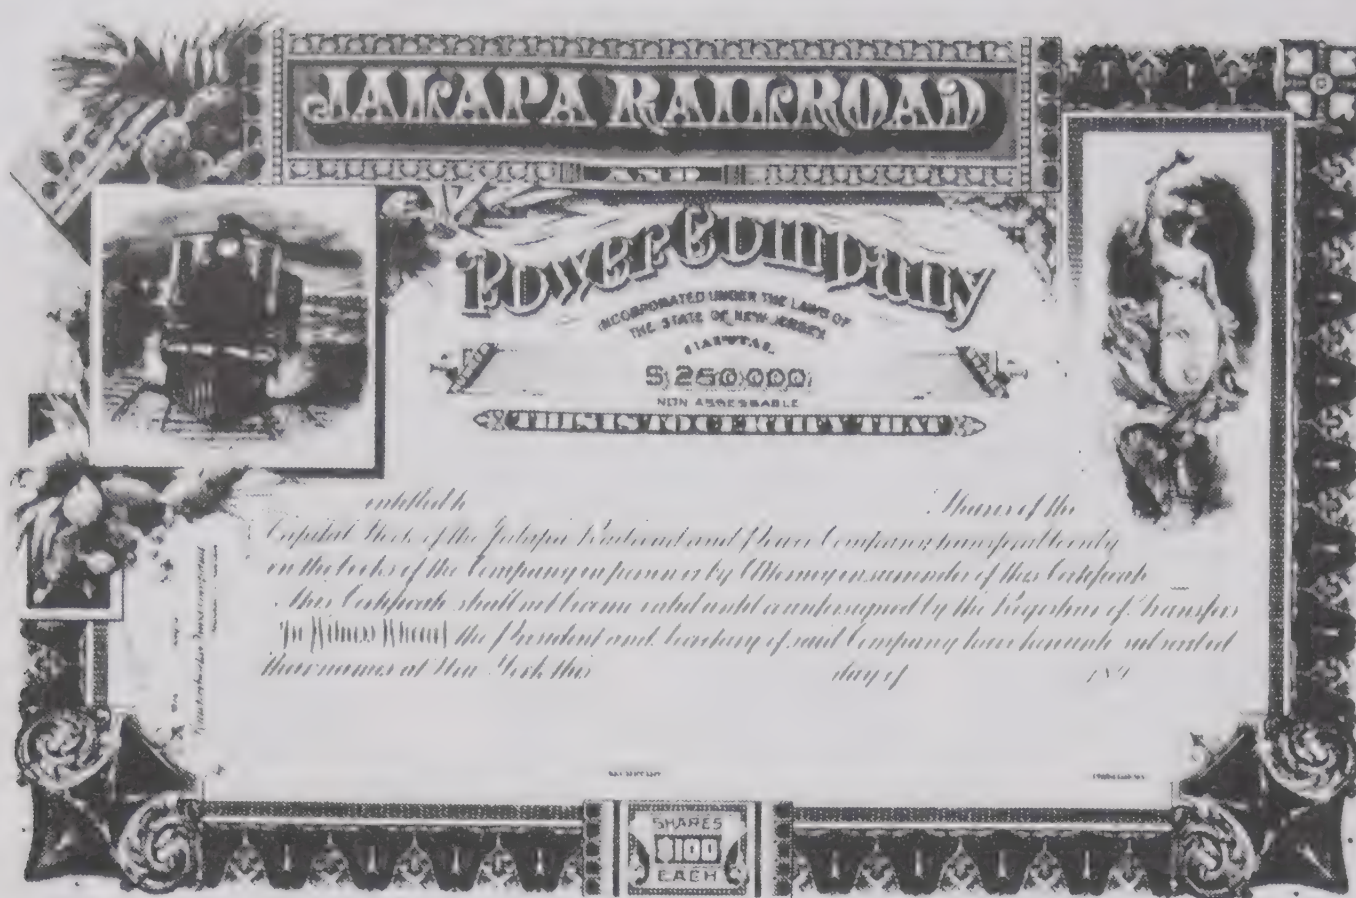 JALAPA RAILROAD
AND
Power Company
INCORPORATED UNDER THE LAWS OF
THE STATE OF NEW JERSEY
CAPITAL
$250,000
NON ASSESSABLE
THIS IS TO CERTIFY THAT
entitled to Shares of the
Capital Stock of the Jalapa Railroad and Power Company transferable only
on the books of the Company in person or by Attorney on surrender of this Certificate
This Certificate shall not become valid until countersigned by the Registrar of Transfers
In Witness Whereof the President and Secretary of said Company have hereunto subscribed
their names at New York this day of 189
SECRETARY PRESIDENT
SHARES
$100
EACH